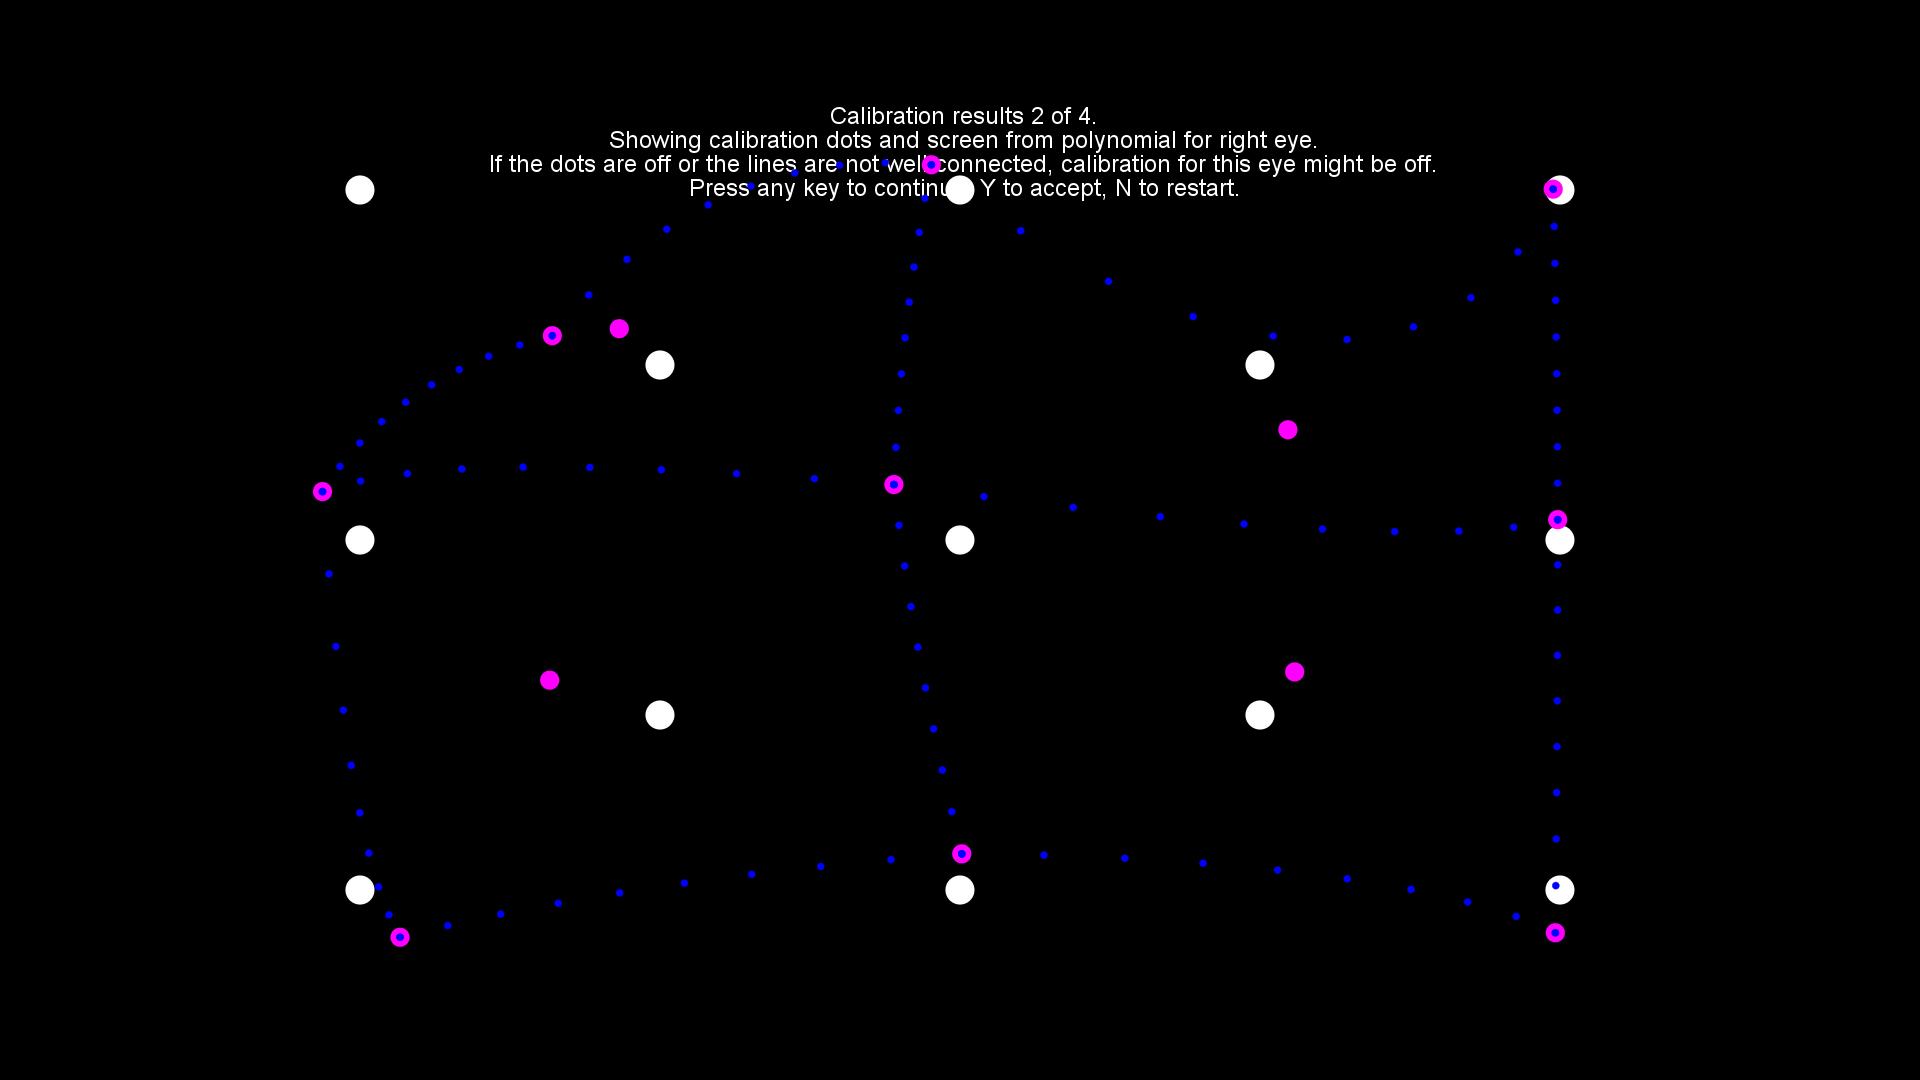 Calibration results 2 of 4.
Showing calibration dots and screen from polynomial for right eye.
If the dots are off or the lines are not well connected, calibration for this eye might be off.
Press any key to continue, Y to accept, N to restart.